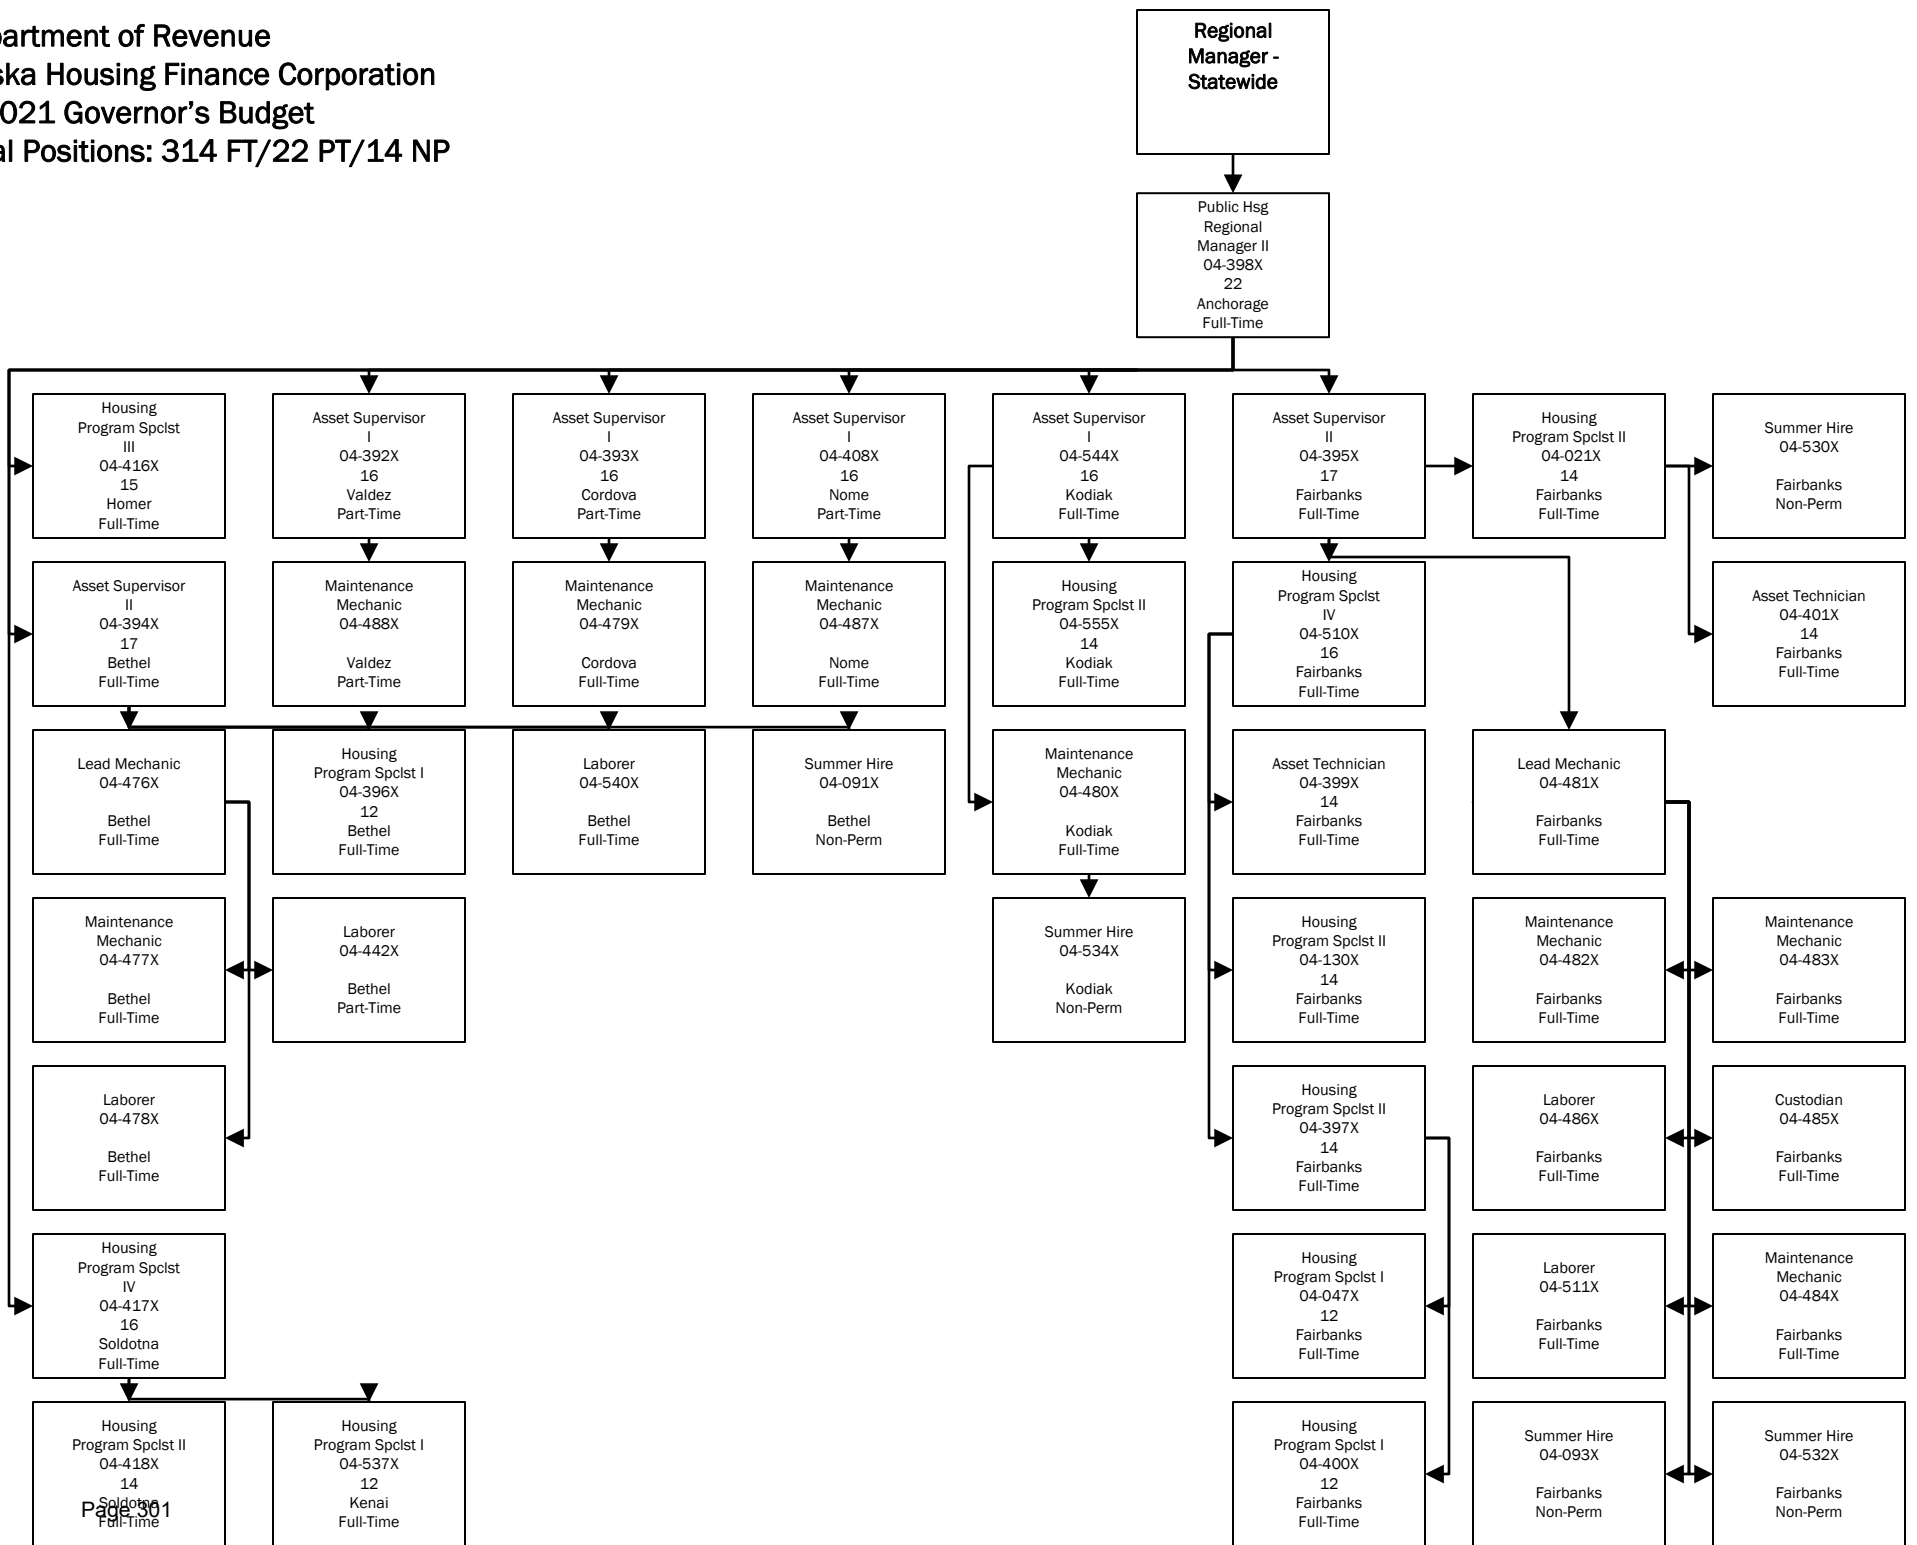 partment of Revenue
ska Housing Finance Corporation
021 Governor's Budget
al Positions: 314 FT/22 PT/14 NP
Regional
Manager -
Statewide
Public Hsg
Regional
Manager II
04-398X
22
Anchorage
Full-Time
Housing
Program Spclst
III
04-416X
15
Homer
Full-Time
Asset Supervisor
I
04-392X
16
Valdez
Part-Time
Asset Supervisor
I
04-393X
16
Cordova
Part-Time
Asset Supervisor
I
04-408X
16
Nome
Part-Time
Asset Supervisor
I
04-544X
16
Kodiak
Full-Time
Asset Supervisor
II
04-395X
17
Fairbanks
Full-Time
Housing
Program Spclst II
04-021X
14
Fairbanks
Full-Time
Summer Hire
04-530X
Fairbanks
Non-Perm
Asset Supervisor
II
04-394X
17
Bethel
Full-Time
Maintenance
Mechanic
04-488X
Valdez
Part-Time
Maintenance
Mechanic
04-479X
Cordova
Full-Time
Maintenance
Mechanic
04-487X
Nome
Full-Time
Housing
Program Spclst II
04-555X
14
Kodiak
Full-Time
Housing
Program Spclst
IV
04-510X
16
Fairbanks
Full-Time
Asset Technician
04-401X
14
Fairbanks
Full-Time
Lead Mechanic
04-476X
Bethel
Full-Time
Housing
Program Spclst I
04-396X
12
Bethel
Full-Time
Laborer
04-540X
Bethel
Full-Time
Summer Hire
04-091X
Bethel
Non-Perm
Maintenance
Mechanic
04-480X
Kodiak
Full-Time
Asset Technician
04-399X
14
Fairbanks
Full-Time
Lead Mechanic
04-481X
Fairbanks
Full-Time
Maintenance
Mechanic
04-477X
Bethel
Full-Time
Laborer
04-442X
Bethel
Part-Time
Summer Hire
04-534X
Kodiak
Non-Perm
Housing
Program Spclst II
04-130X
14
Fairbanks
Full-Time
Maintenance
Mechanic
04-482X
Fairbanks
Full-Time
Maintenance
Mechanic
04-483X
Fairbanks
Full-Time
Laborer
04-478X
Bethel
Full-Time
Housing
Program Spclst II
04-397X
14
Fairbanks
Full-Time
Laborer
04-486X
Fairbanks
Full-Time
Custodian
04-485X
Fairbanks
Full-Time
Housing
Program Spclst
IV
04-417X
16
Soldotna
Full-Time
Housing
Program Spclst I
04-047X
12
Fairbanks
Full-Time
Laborer
04-511X
Fairbanks
Full-Time
Maintenance
Mechanic
04-484X
Fairbanks
Full-Time
Housing
Program Spclst II
04-418X
14
Soldotna
Full-Time
Page 301
Housing
Program Spclst I
04-537X
12
Kenai
Full-Time
Housing
Program Spclst I
04-400X
12
Fairbanks
Full-Time
Summer Hire
04-093X
Fairbanks
Non-Perm
Summer Hire
04-532X
Fairbanks
Non-Perm